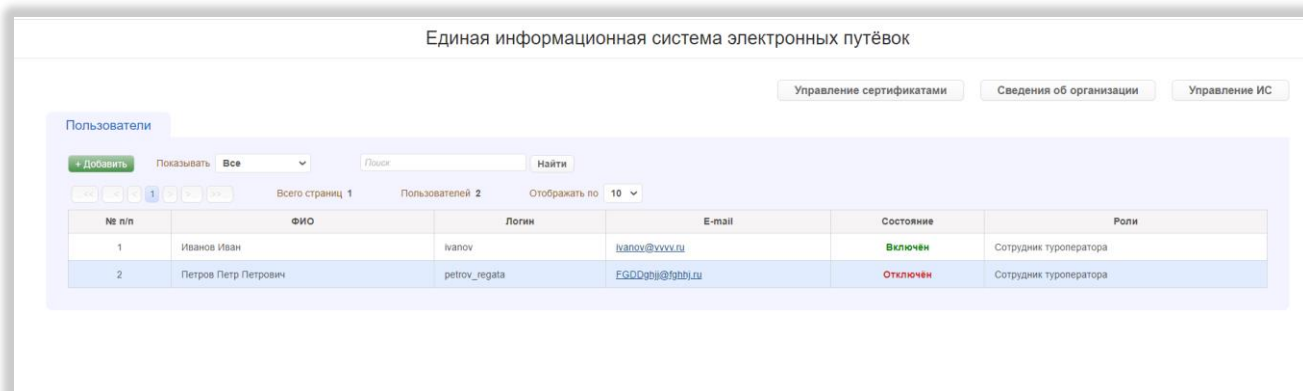 Единая информационная система электронных путёвок
Управление сертификатами Сведения об организации Управление ИС
Пользователи
+ Добавить Показывать Все Поиск Найти
...<< ...< < 1 > >... >>... Всего страниц 1 Пользователей 2 Отображать по 10
№ п/п ФИО Логин E-mail Состояние Роли
1 Иванов Иван ivanov ivanov@vvvv.ru Включён Сотрудник туроператора
2 Петров Петр Петрович petrov_regata FGDDghjj@fghhj.ru Отключён Сотрудник туроператора